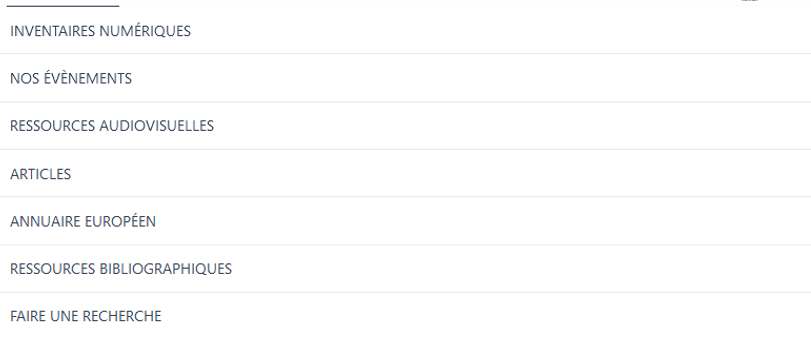 INVENTAIRES NUMÉRIQUES
NOS ÉVÈNEMENTS
RESSOURCES AUDIOVISUELLES
ARTICLES
ANNUAIRE EUROPÉEN
RESSOURCES BIBLIOGRAPHIQUES
FAIRE UNE RECHERCHE